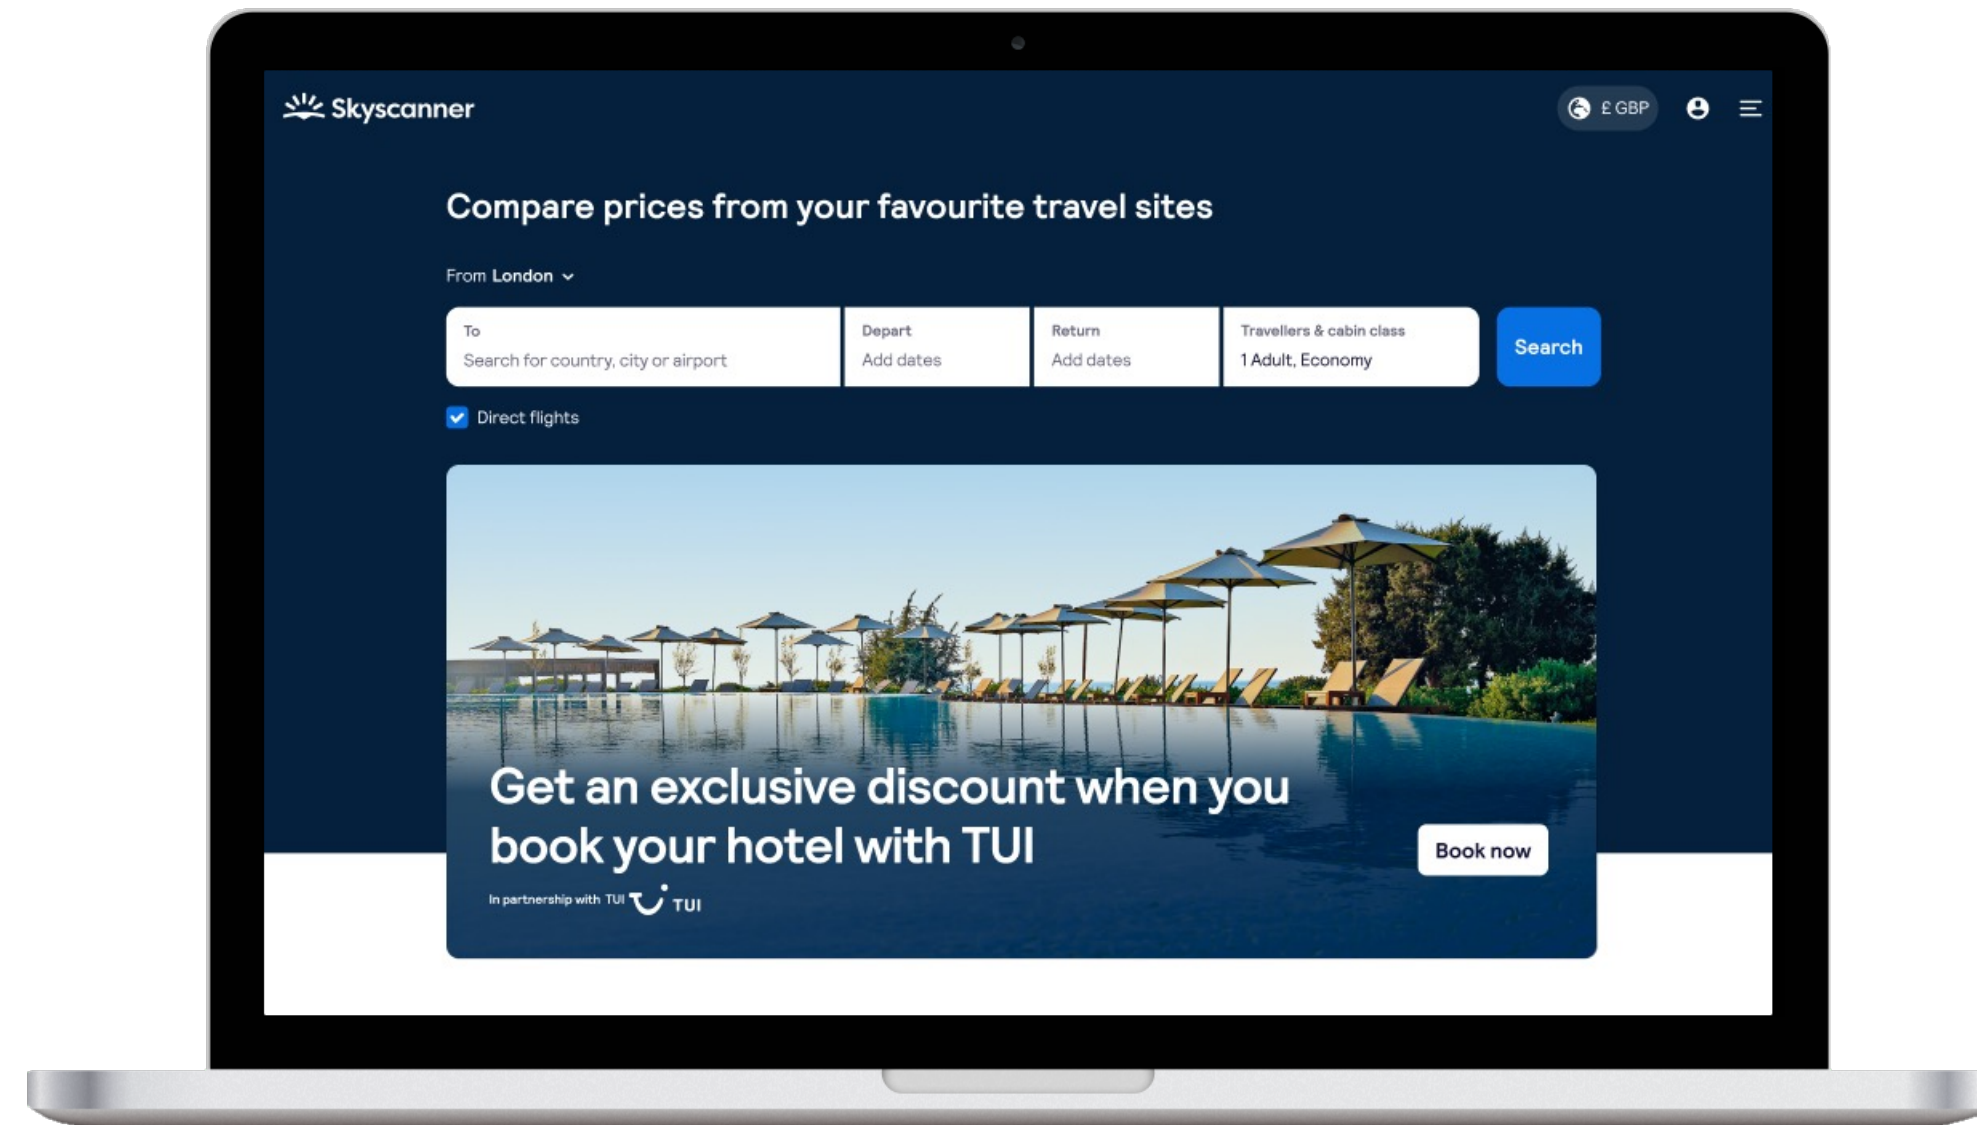 Skyscanner
£ GBP
Compare prices from your favourite travel sites
From London
To
Search for country, city or airport
Depart
Add dates
Return
Add dates
Travellers & cabin class
1 Adult, Economy
Search
Direct flights
Get an exclusive discount when you
book your hotel with TUI
Book now
In partnership with TUI TUI